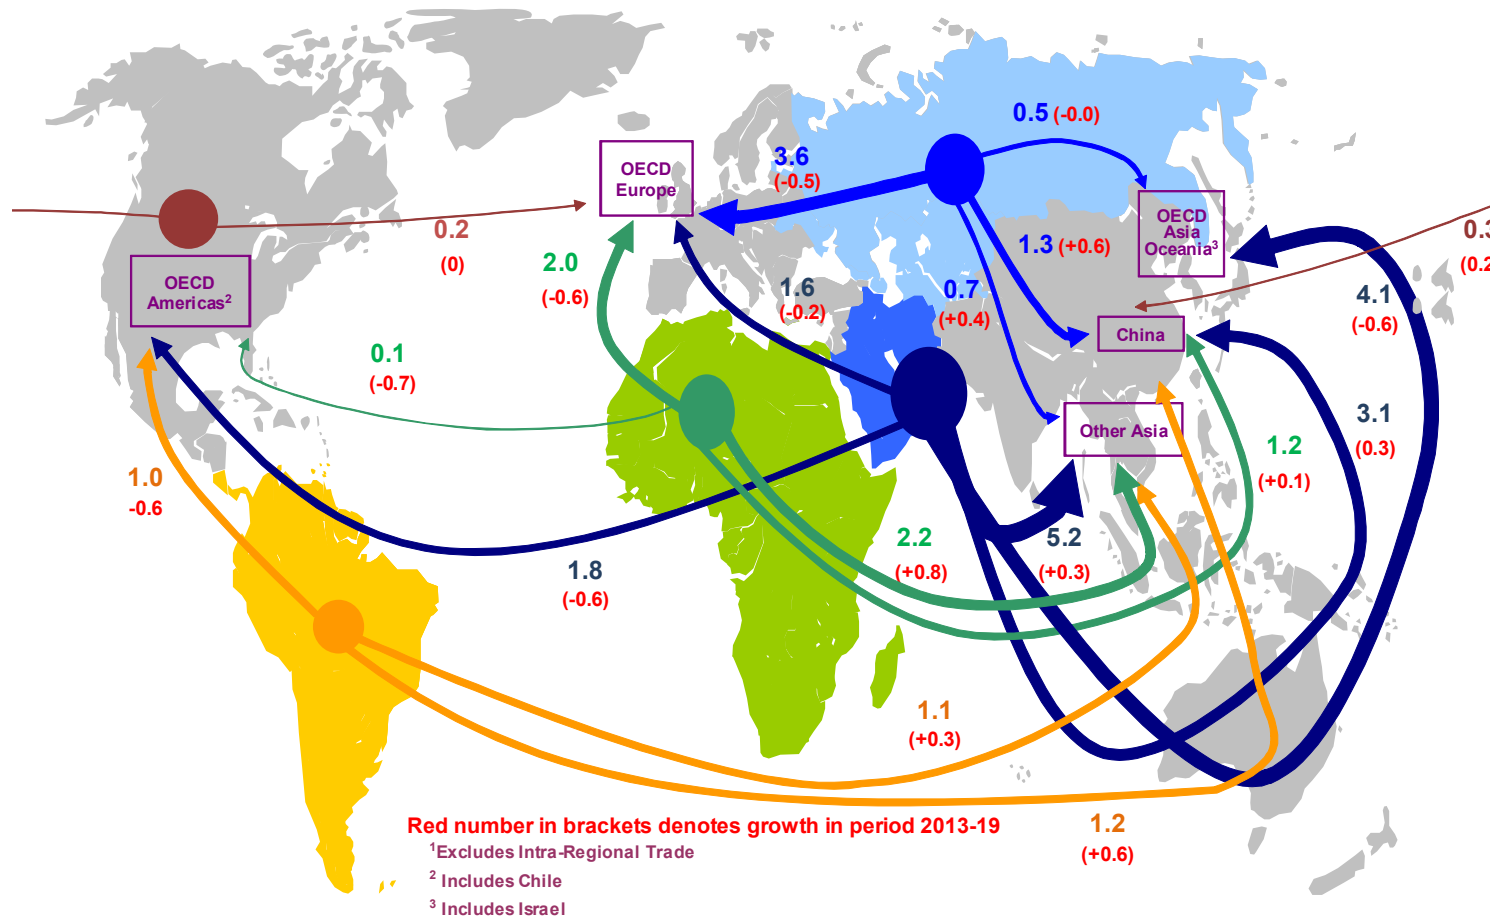 0.5 (-0.0)
3.6
(-0.5)
OECD
Europe
OECD
Asia
Oceania³
0.2
(0)
2.0
(-0.6)
1.3 (+0.6)
0.3
(0.2
OECD
Americas²
1.6
(-0.2)
0.7
(+0.4)
4.1
(-0.6)
China
0.1
(-0.7)
3.1
(0.3)
Other Asia
1.2
(+0.1)
1.0
-0.6
2.2
(+0.8)
5.2
(+0.3)
1.8
(-0.6)
1.1
(+0.3)
Red number in brackets denotes growth in period 2013-19
1.2
(+0.6)
¹Excludes Intra-Regional Trade
² Includes Chile
³ Includes Israel